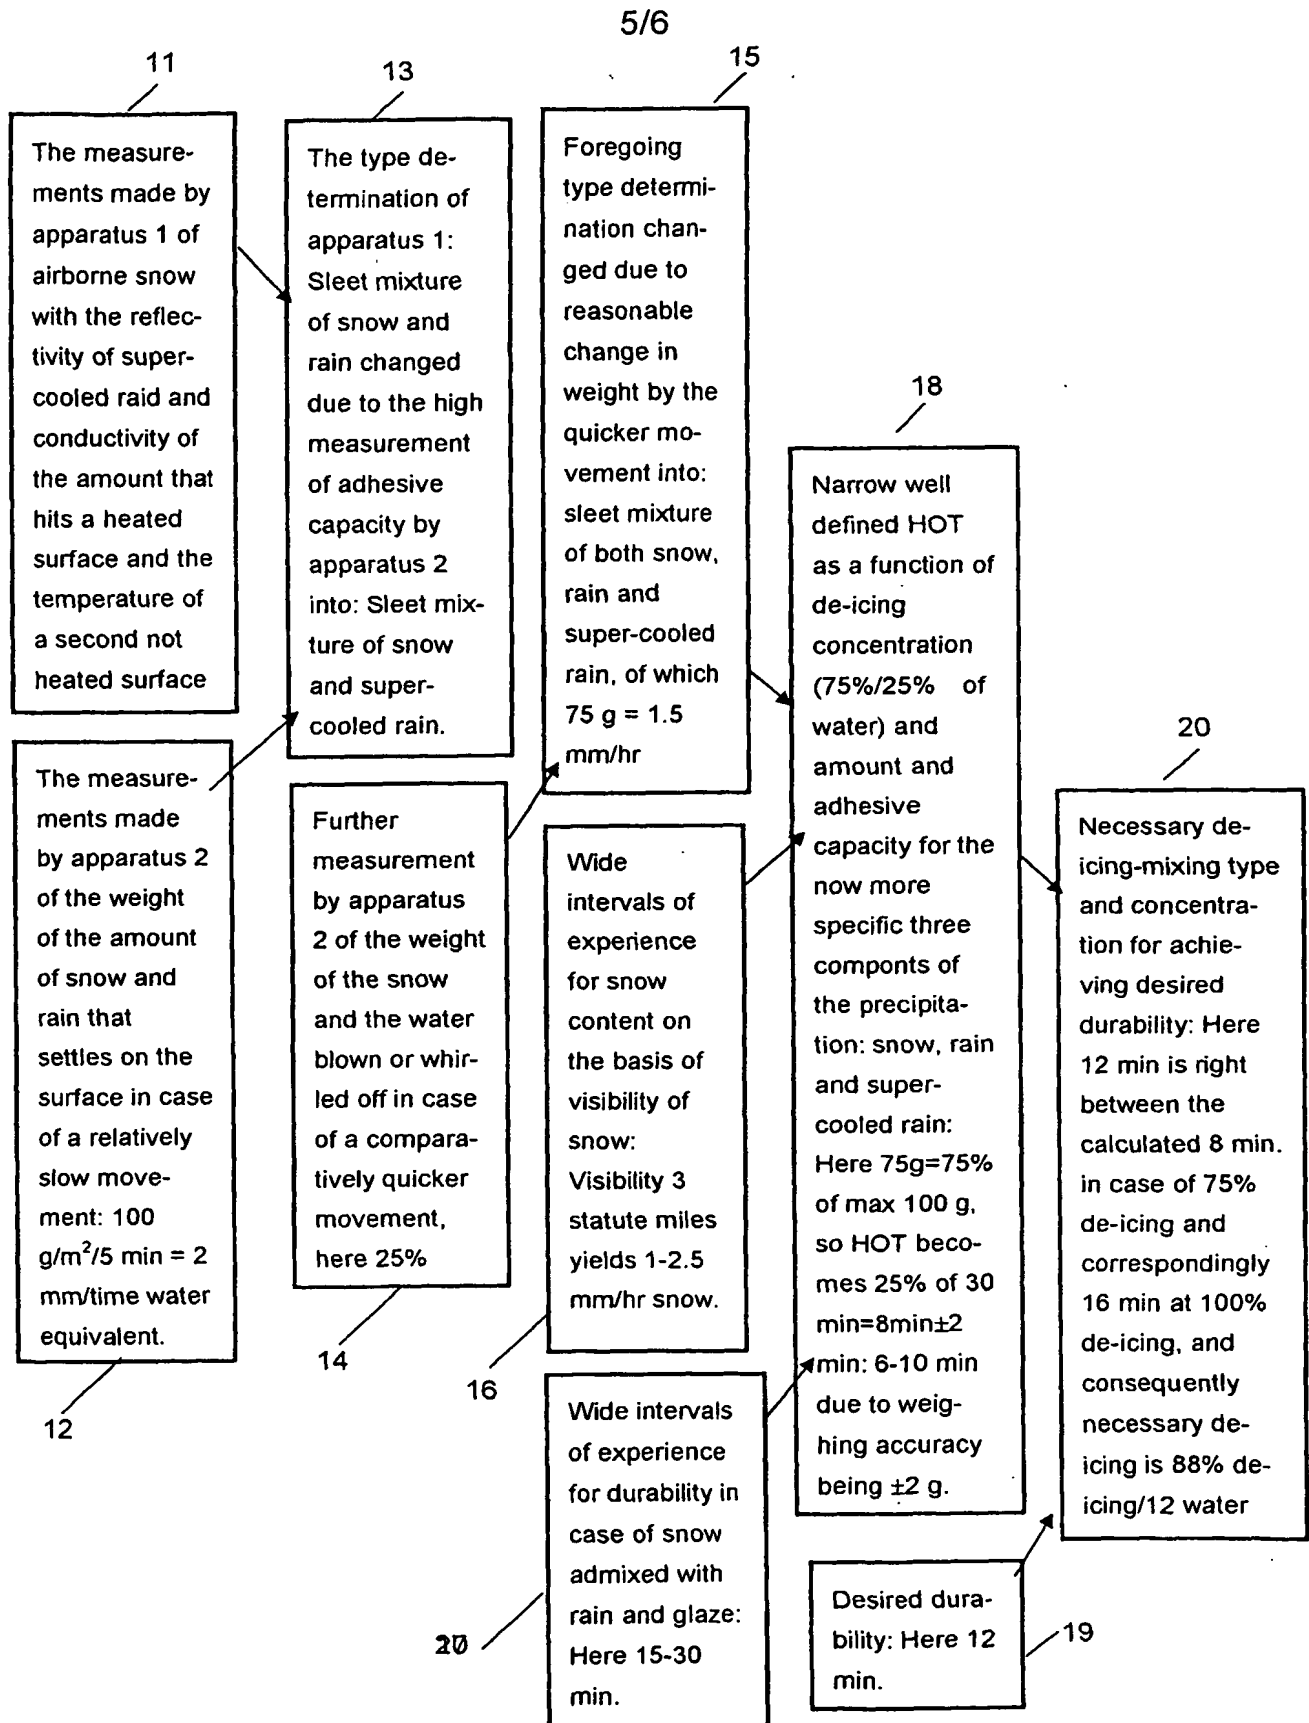 5/6
11
The measure-
ments made by
apparatus 1 of
airborne snow
with the reflec-
tivity of super-
cooled raid and
conductivity of
the amount that
hits a heated
surface and the
temperature of
a second not
heated surface
12
The measure-
ments made
by apparatus 2
of the weight
of the amount
of snow and
rain that
settles on the
surface in case
of a relatively
slow move-
ment: 100
g/m²/5 min = 2
mm/time water
equivalent.
13
The type de-
termination of
apparatus 1:
Sleet mixture
of snow and
rain changed
due to the high
measurement
of adhesive
capacity by
apparatus 2
into: Sleet mix-
ture of snow
and super-
cooled rain.
14
Further
measurement
by apparatus
2 of the weight
of the snow
and the water
blown or whir-
led off in case
of a compara-
tively quicker
movement,
here 25%
15
Foregoing
type determi-
nation chan-
ged due to
reasonable
change in
weight by the
quicker mo-
vement into:
sleet mixture
of both snow,
rain and
super-cooled
rain, of which
75 g = 1.5
mm/hr
16
Wide
intervals of
experience
for snow
content on
the basis of
visibility of
snow:
Visibility 3
statute miles
yields 1-2.5
mm/hr snow.
Wide intervals
of experience
for durability in
case of snow
admixed with
rain and glaze:
Here 15-30
min.
18
Narrow well
defined HOT
as a function of
de-icing
concentration
(75%/25% of
water) and
amount and
adhesive
capacity for the
now more
specific three
componts of
the precipita-
tion: snow, rain
and super-
cooled rain:
Here 75g=75%
of max 100 g,
so HOT beco-
mes 25% of 30
min=8min±2
min: 6-10 min
due to weig-
hing accuracy
being ±2 g.
19
Desired dura-
bility: Here 12
min.
20
Necessary de-
icing-mixing type
and concentra-
tion for achie-
ving desired
durability: Here
12 min is right
between the
calculated 8 min.
in case of 75%
de-icing and
correspondingly
16 min at 100%
de-icing, and
consequently
necessary de-
icing is 88% de-
icing/12 water